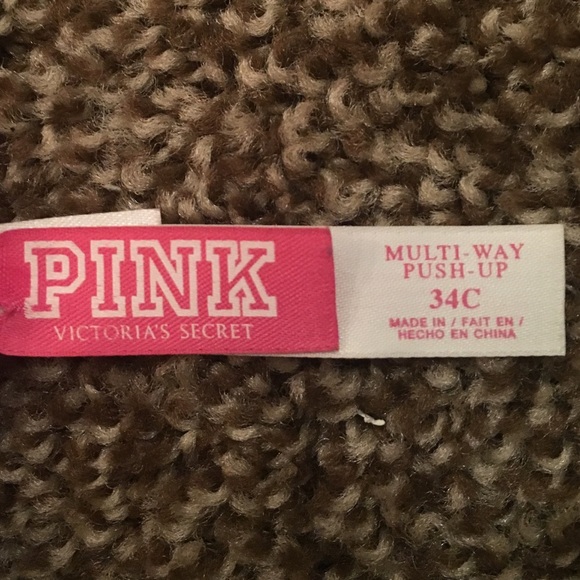 PINK
VICTORIA'S SECRET
MULTI-WAY
PUSH-UP
34C
MADE IN / FAIT EN /
HECHO EN CHINA